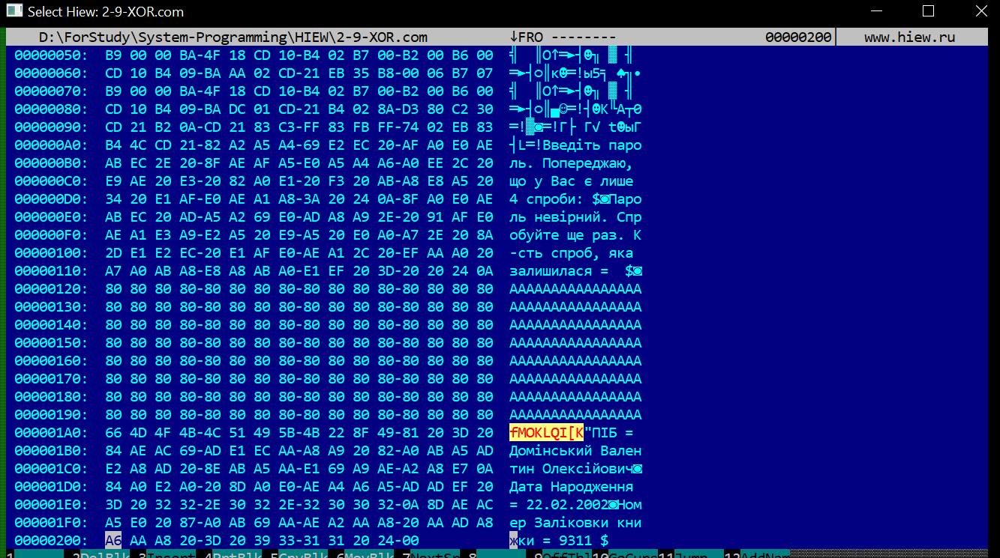 Select Hiew: 2-9-XOR.com
D:\ForStudy\System-Programming\HIEW\2-9-XOR.com ↓FRO -------- 00000200│ www.hiew.ru
00000050: B9 00 00 BA-4F 18 CD 10-B4 02 B7 00-B2 00 B6 00 ╣  ║O↑═►┤☻╖ ▓ ╢
00000060: CD 10 B4 09-BA AA 02 CD-21 EB 35 B8-00 06 B7 07 ═►┤○║к☻═!ы5╕ ♠╖•
00000070: B9 00 00 BA-4F 18 CD 10-B4 02 B7 00-B2 00 B6 00 ╣  ║O↑═►┤☻╖ ▓ ╢
00000080: CD 10 B4 09-BA DC 01 CD-21 B4 02 8A-D3 80 C2 30 ═►┤○║▄☺═!┤☻К╙А┬0
00000090: CD 21 B2 0A-CD 21 83 C3-FF 83 FB FF-74 02 EB 83 ═!▓◙═!Г├ Г√ t☻ыГ
000000A0: B4 4C CD 21-82 A2 A5 A4-69 E2 EC 20-AF A0 E0 AE ┤L═!Введіть паро
000000B0: AB EC 2E 20-8F AE AF A5-E0 A5 A4 A6-A0 EE 2C 20 ль. Попереджаю,
000000C0: E9 AE 20 E3-20 82 A0 E1-20 F3 20 AB-A8 E8 A5 20 що у Вас є лише
000000D0: 34 20 E1 AF-E0 AE A1 A8-3A 20 24 0A-8F A0 E0 AE 4 спроби: $◙Паро
000000E0: AB EC 20 AD-A5 A2 69 E0-AD A8 A9 2E-20 91 AF E0 ль невірний. Спр
000000F0: AE A1 E3 A9-E2 A5 20 E9-A5 20 E0 A0-A7 2E 20 8A обуйте ще раз. К
00000100: 2D E1 E2 EC-20 E1 AF E0-AE A1 2C 20-EF AA A0 20 -сть спроб, яка
00000110: A7 A0 AB A8-E8 A8 AB A0-E1 EF 20 3D-20 20 24 0A залишилася =  $◙
00000120: 80 80 80 80-80 80 80 80-80 80 80 80-80 80 80 80 АААААААААААААААА
00000130: 80 80 80 80-80 80 80 80-80 80 80 80-80 80 80 80 АААААААААААААААА
00000140: 80 80 80 80-80 80 80 80-80 80 80 80-80 80 80 80 АААААААААААААААА
00000150: 80 80 80 80-80 80 80 80-80 80 80 80-80 80 80 80 АААААААААААААААА
00000160: 80 80 80 80-80 80 80 80-80 80 80 80-80 80 80 80 АААААААААААААААА
00000170: 80 80 80 80-80 80 80 80-80 80 80 80-80 80 80 80 АААААААААААААААА
00000180: 80 80 80 80-80 80 80 80-80 80 80 80-80 80 80 80 АААААААААААААААА
00000190: 80 80 80 80-80 80 80 80-80 80 80 80-80 80 80 80 АААААААААААААААА
000001A0: 66 4D 4F 4B-4C 51 49 5B-4B 22 8F 49-81 20 3D 20 fMOKLQI[K"ПIБ =
000001B0: 84 AE AC 69-AD E1 EC AA-A8 A9 20 82-A0 AB A5 AD Домінський Вален
000001C0: E2 A8 AD 20-8E AB A5 AA-E1 69 A9 AE-A2 A8 E7 0A тин Олексійович◙
000001D0: 84 A0 E2 A0-20 8D A0 E0-AE A4 A6 A5-AD AD EF 20 Дата Народження
000001E0: 3D 20 32 32-2E 30 32 2E-32 30 30 32-0A 8D AE AC = 22.02.2002◙Ном
000001F0: A5 E0 20 87-A0 AB 69 AA-AE A2 AA A8-20 AA AD A8 ер Заліковки кни
00000200: A6 AA A8 20-3D 20 39 33-31 31 20 24-00 жки = 9311 $